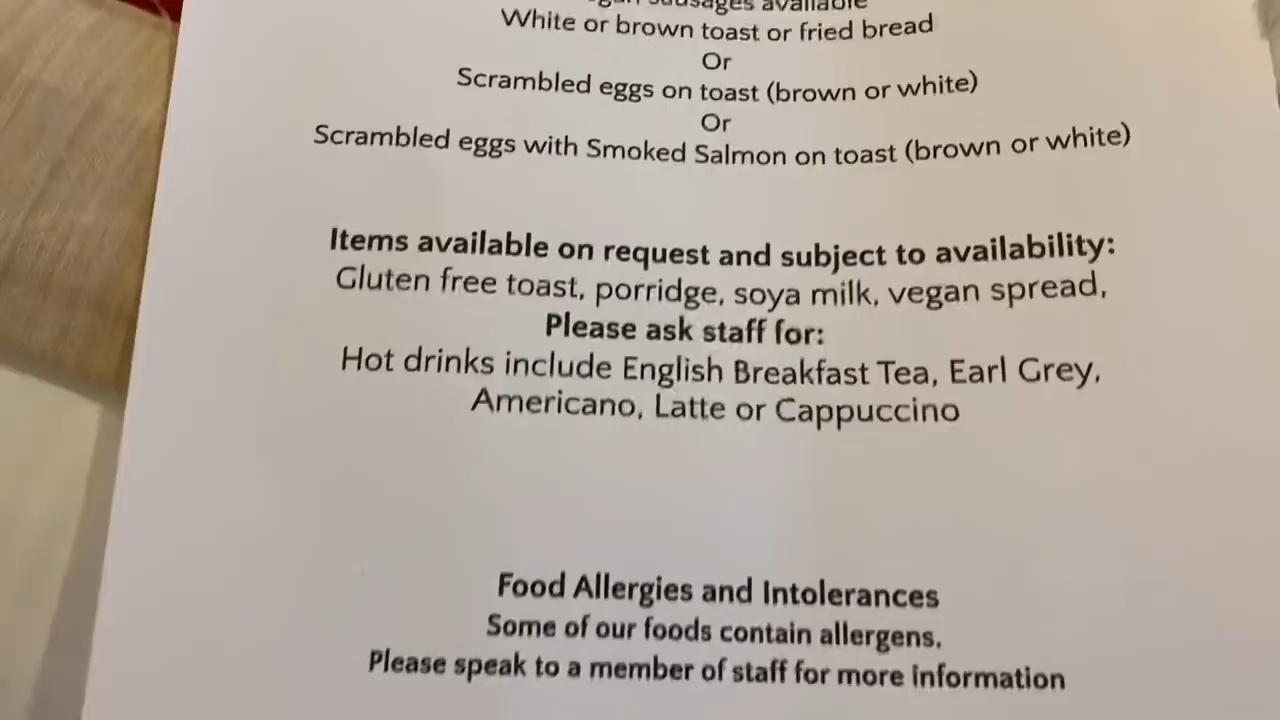 sausages available
White or brown toast or fried bread
Or
Scrambled eggs on toast (brown or white)
Or
Scrambled eggs with Smoked Salmon on toast (brown or white)
Items available on request and subject to availability:
Gluten free toast, porridge, soya milk, vegan spread,
Please ask staff for:
Hot drinks include English Breakfast Tea, Earl Grey,
Americano, Latte or Cappuccino
Food Allergies and Intolerances
Some of our foods contain allergens.
Please speak to a member of staff for more information